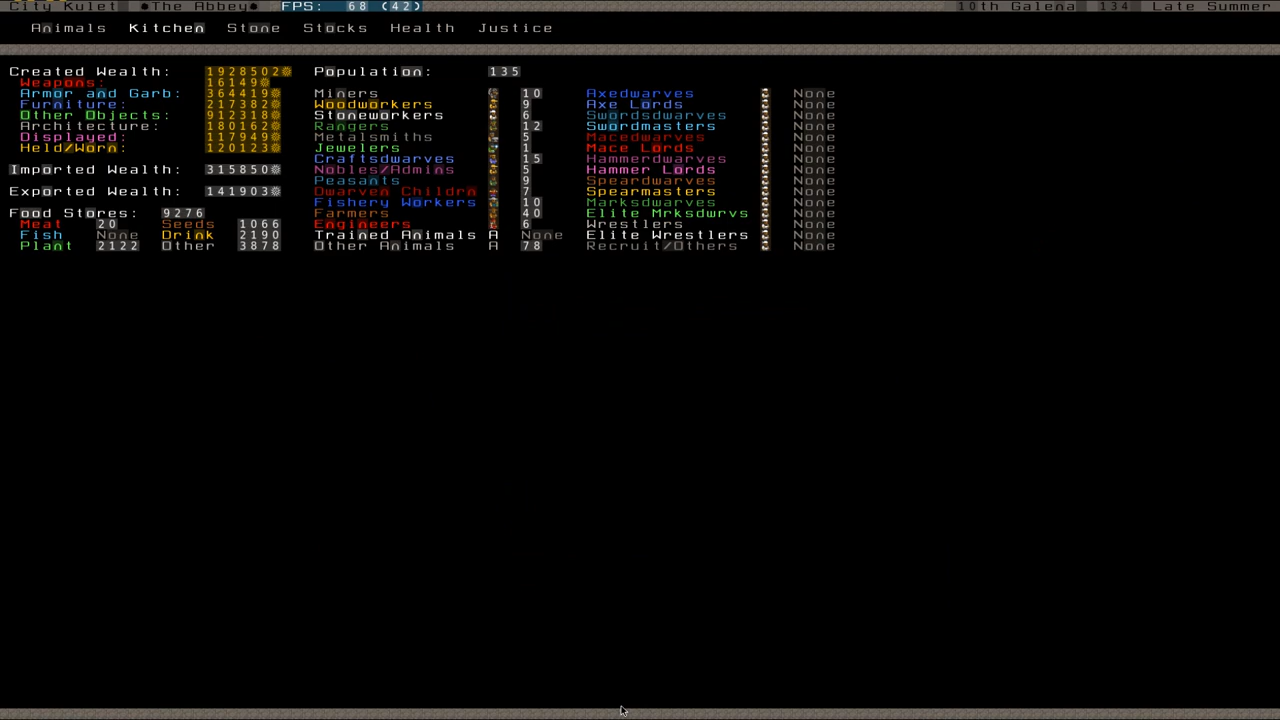 City Kulet ●The Abbey● FPS: 68 (42) 10th Galena 134 Late Summer
Animals Kitchen Stone Stocks Health Justice
Created Wealth: 1928502☼ Population: 135
Weapons: 16149☼
Armor and Garb: 364419☼ Miners 10 Axedwarves None
Furniture: 217382☼ Woodworkers 9 Axe Lords None
Other Objects: 912318☼ Stoneworkers 6 Swordsdwarves None
Architecture: 180162☼ Rangers 12 Swordmasters None
Displayed: 117949☼ Metalsmiths 5 Macedwarves None
Held/Worn: 120123☼ Jewelers 1 Mace Lords None
Craftsdwarves 15 Hammerdwarves None
Imported Wealth: 315850☼ Nobles/Admins 5 Hammer Lords None
Peasants 9 Speardwarves None
Exported Wealth: 141903☼ Dwarven Childrn 7 Spearmasters None
Fishery Workers 10 Marksdwarves None
Food Stores: 9276 Farmers 40 Elite Mrksdwrvs None
Meat 20 Seeds 1066 Engineers 6 Wrestlers None
Fish None Drink 2190 Trained Animals A None Elite Wrestlers None
Plant 2122 Other 3878 Other Animals A 78 Recruit/Others None